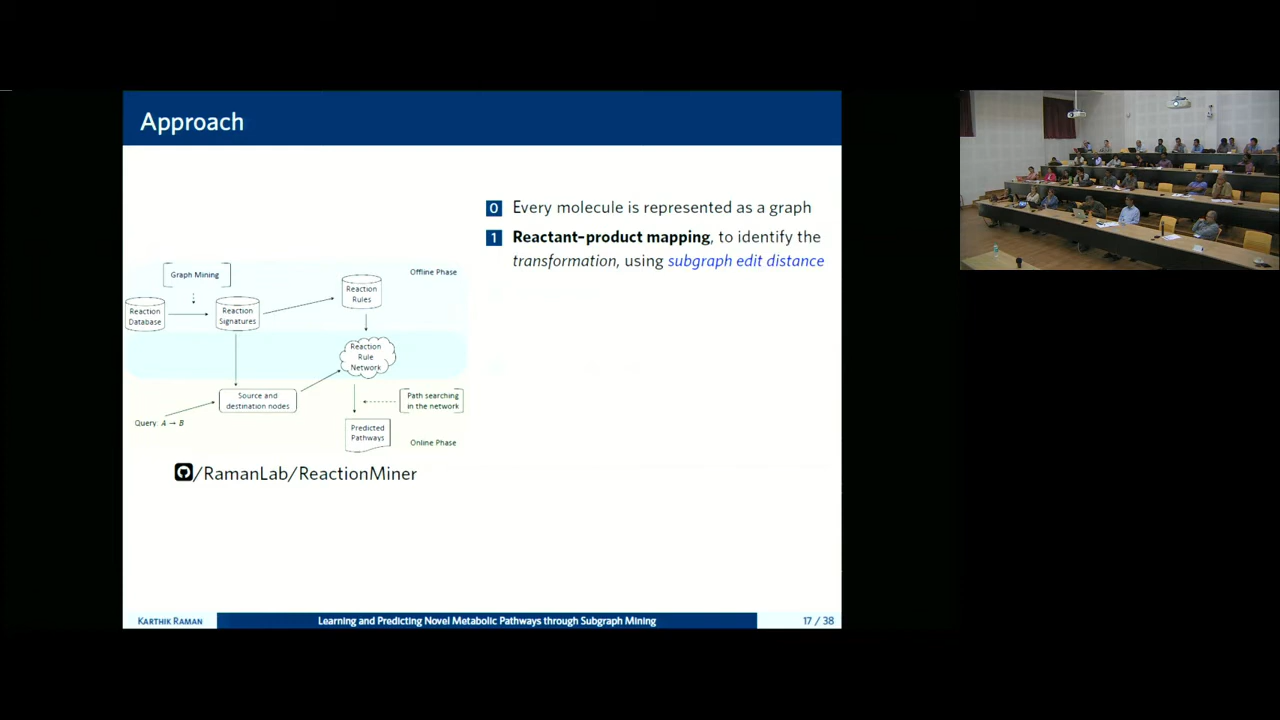 Approach
0 Every molecule is represented as a graph
1 Reactant-product mapping, to identify the
transformation, using subgraph edit distance
Graph Mining
Offline Phase
Reaction
Database
Reaction
Signatures
Reaction
Rules
Reaction
Rule
Network
Source and
destination nodes
Path searching
in the network
Query A → B
Predicted
Pathways
Online Phase
/RamanLab/ReactionMiner
KARTHIK RAMAN
Learning and Predicting Novel Metabolic Pathways through Subgraph Mining
17 / 38